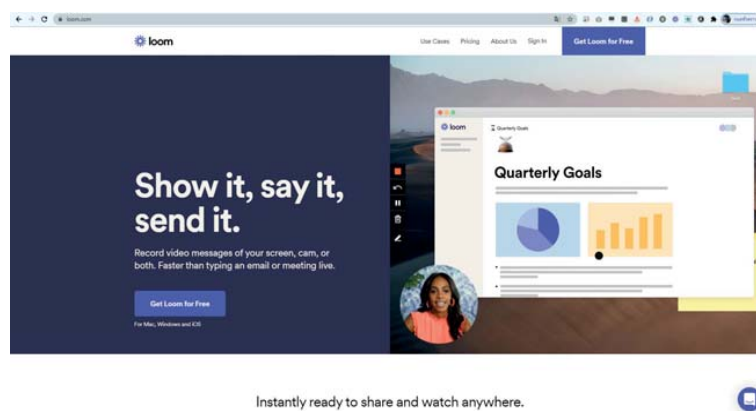 loom.com
loom
Use Cases Pricing About Us Sign In Get Loom for Free
loom
Quarterly Goals
Quarterly Goals
Show it, say it,
send it.
Record video messages of your screen, cam, or
both. Faster than typing an email or meeting live.
Get Loom for Free
For Mac, Windows and iOS
Instantly ready to share and watch anywhere.